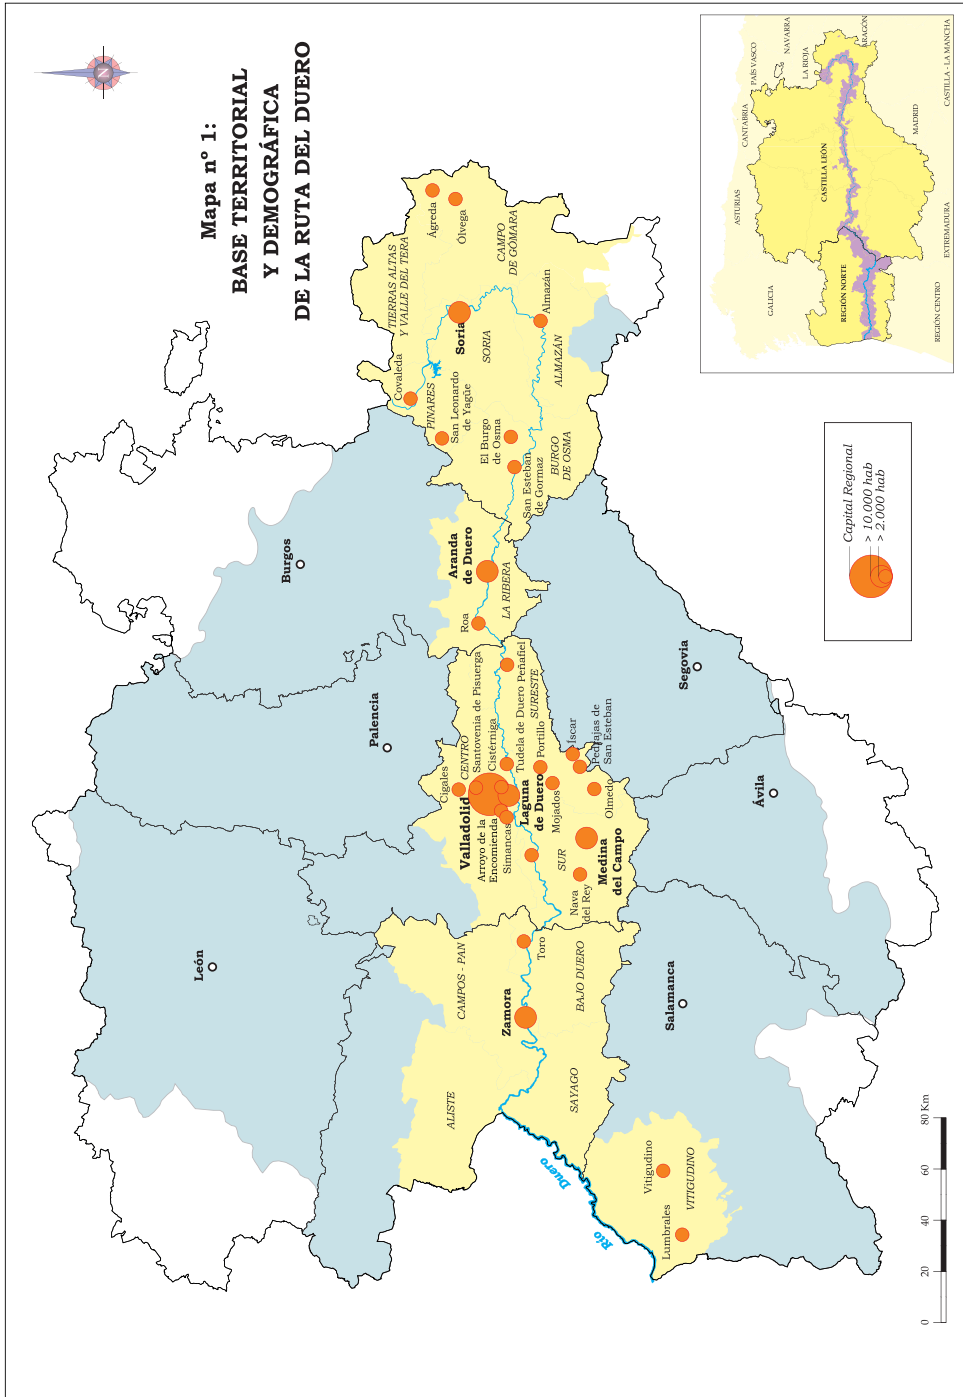 Mapa nº 1:
BASE TERRITORIAL
Y DEMOGRÁFICA
DE LA RUTA DEL DUERO
N
León
Burgos
Palencia
CAMPOS - PAN
ALISTE
Zamora
Toro
BAJO DUERO
SAYAGO
Río
Duero
Vitigudino
Lumbrales
VITIGUDINO
Salamanca
Ávila
Segovia
Cigales
CENTRO
Santovenia de Pisuerga
Cistérniga
Valladolid
Arroyo de la
Encomienda
Simancas
Tudela de Duero
Peñafiel
SURESTE
Laguna
de Duero
Portillo
Mojados
Íscar
Pedrajas de
San Esteban
Olmedo
SUR
Medina
del Campo
Nava
del Rey
Roa
Aranda
de Duero
LA RIBERA
TIERRAS ALTAS
Y VALLE DEL TERA
Ágreda
Ólvega
CAMPO
DE GÓMARA
Covaleda
PINARES
San Leonardo
de Yagüe
Soria
SORIA
Almazán
ALMAZÁN
El Burgo
de Osma
San Esteban
de Gormaz
BURGO
DE OSMA
Capital Regional
> 10.000 hab
> 2.000 hab
0 20 40 60 80 Km
ASTURIAS
CANTABRIA
PAÍS VASCO
NAVARRA
LA RIOJA
ARAGÓN
GALICIA
CASTILLA LEÓN
REGIÓN NORTE
REGIÓN CENTRO
EXTREMADURA
MADRID
CASTILLA - LA MANCHA